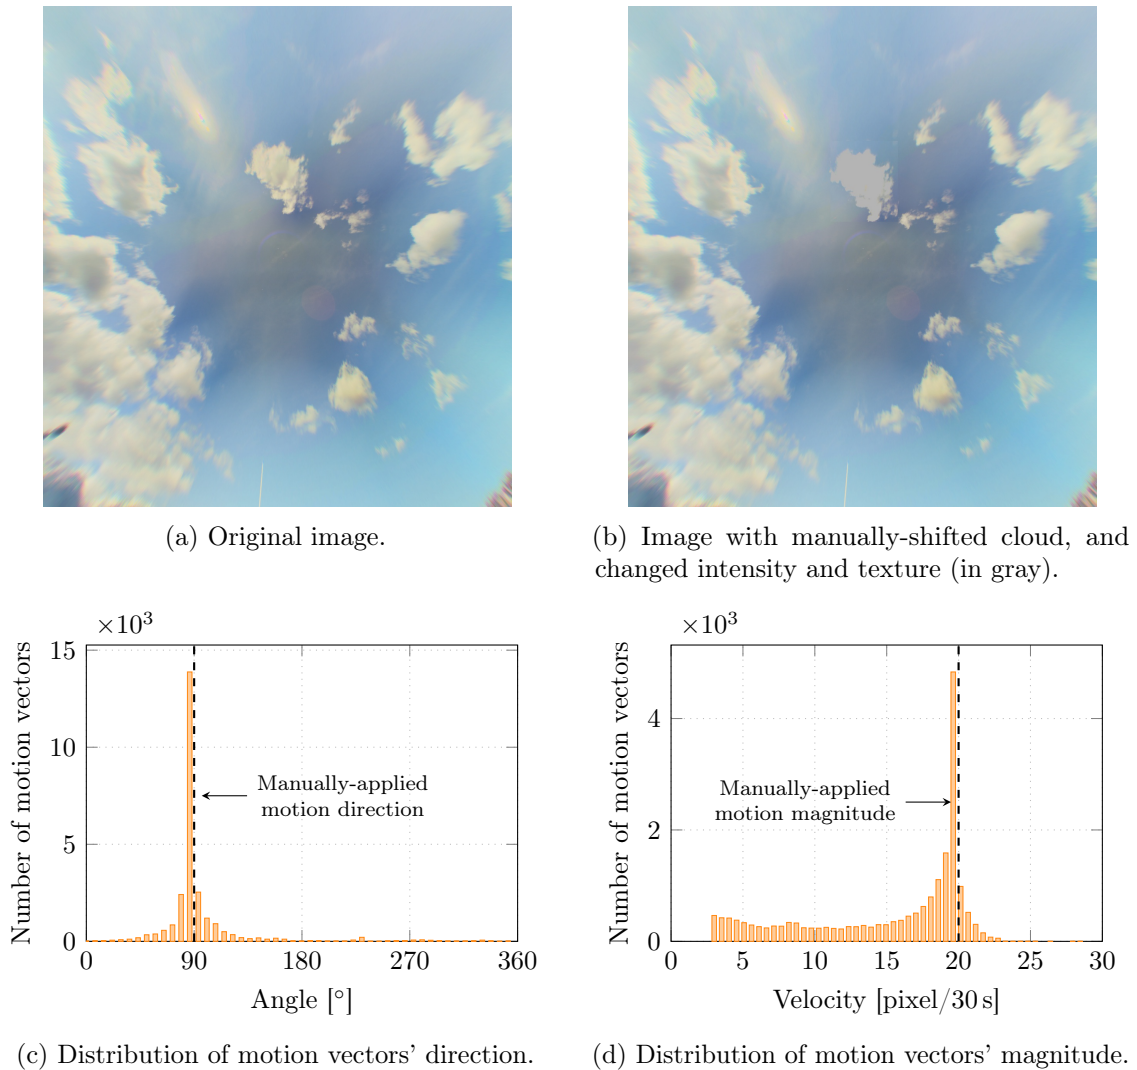 (a) Original image.
(b) Image with manually-shifted cloud, and
changed intensity and texture (in gray).
×10³
Number of motion vectors
15
10
5
0
Manually-applied
motion direction
0 90 180 270 360
Angle [°]
(c) Distribution of motion vectors' direction.
×10³
Number of motion vectors
4
2
0
Manually-applied
motion magnitude
0 5 10 15 20 25 30
Velocity [pixel/30 s]
(d) Distribution of motion vectors' magnitude.